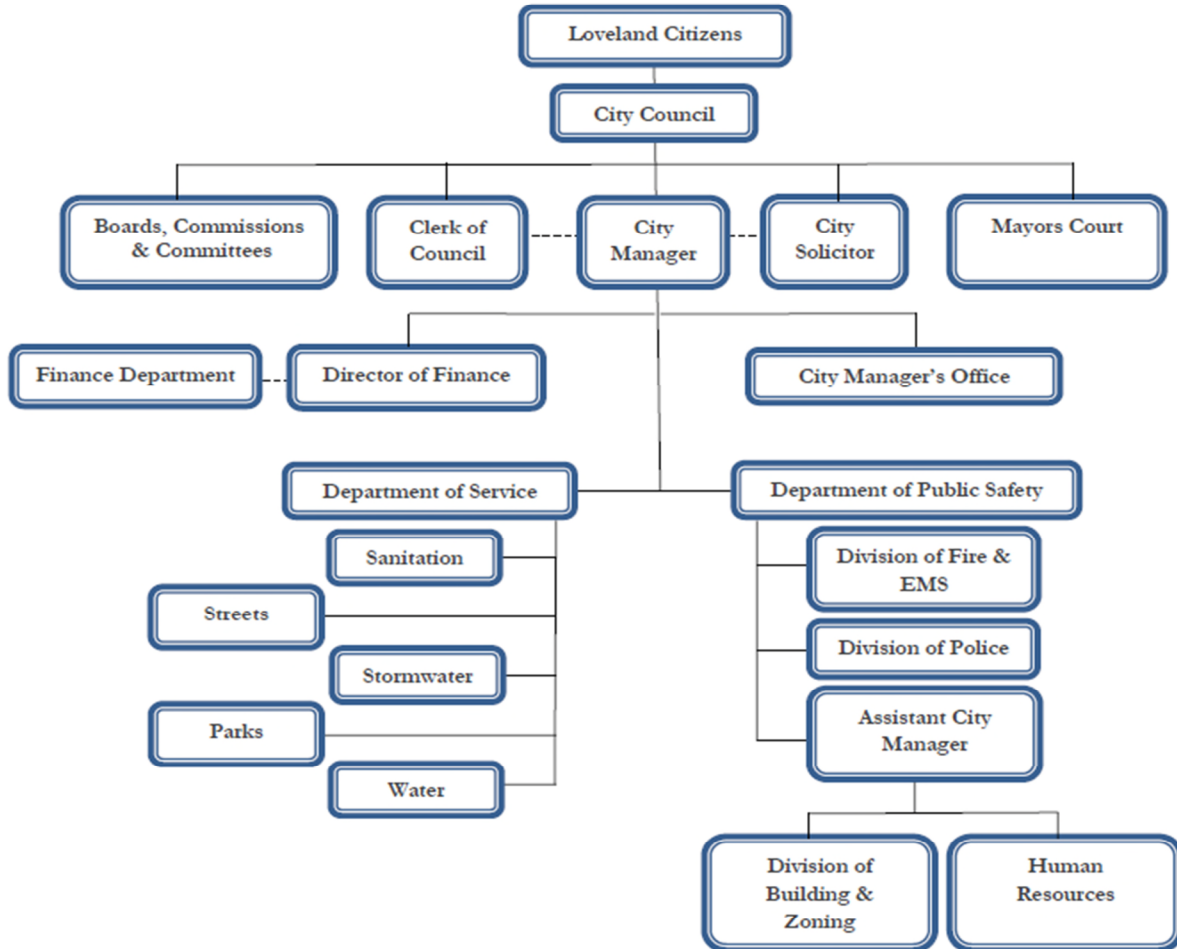 Loveland Citizens
City Council
Boards, Commissions
& Committees
Clerk of
Council
City
Manager
City
Solicitor
Mayors Court
Finance Department
Director of Finance
City Manager's Office
Department of Service
Department of Public Safety
Sanitation
Streets
Stormwater
Parks
Water
Division of Fire &
EMS
Division of Police
Assistant City
Manager
Division of
Building &
Zoning
Human
Resources